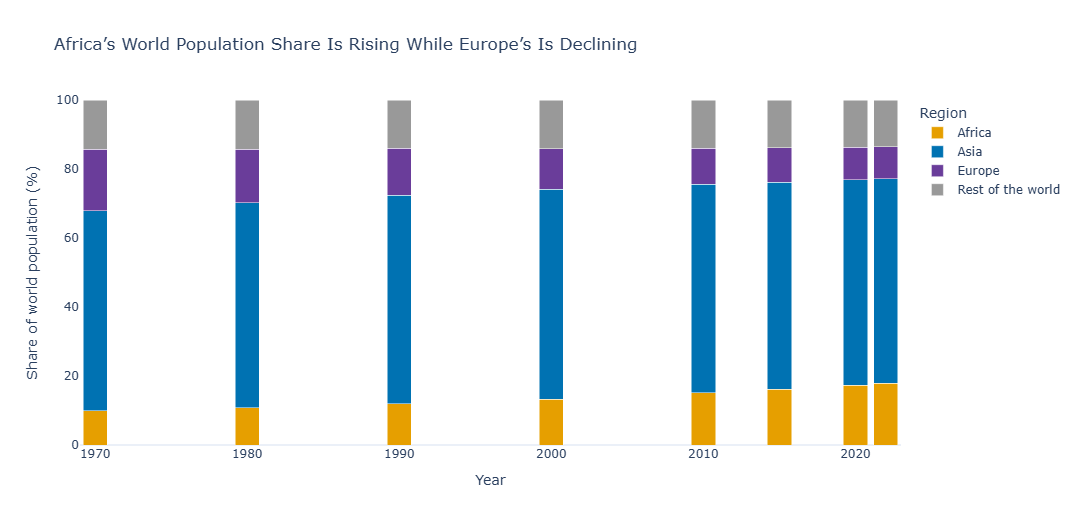 Africa’s World Population Share Is Rising While Europe’s Is Declining
Share of world population (%)
100
80
60
40
20
0
1970
1980
1990
2000
2010
2020
Year
Region
Africa
Asia
Europe
Rest of the world